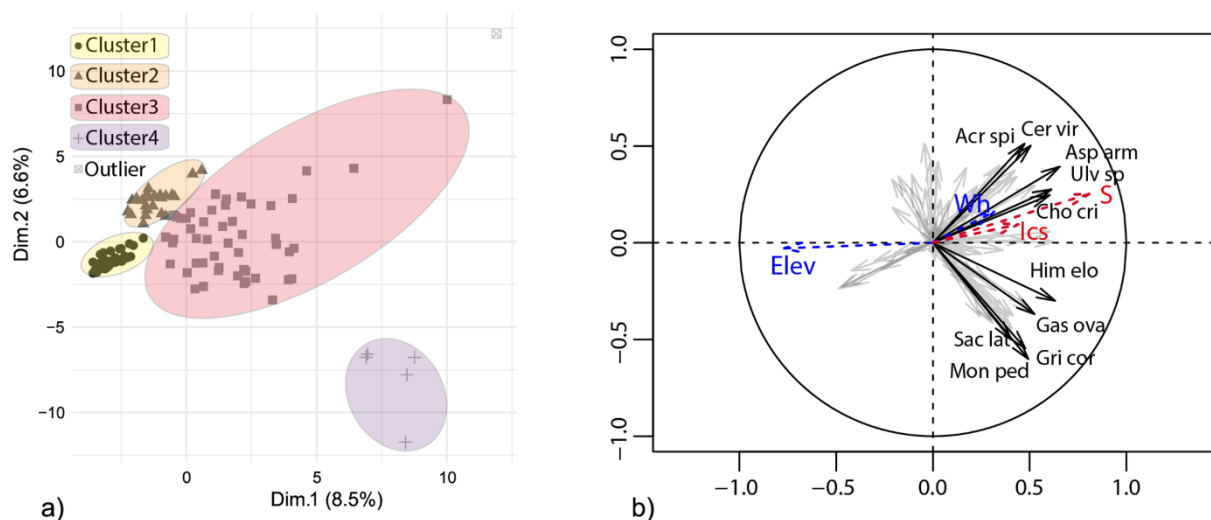 10
5
0
−5
−10
Dim.2 (6.6%)
Cluster1
Cluster2
Cluster3
Cluster4
Outlier
0
5
10
Dim.1 (8.5%)
a)
1.0
0.5
0.0
−0.5
−1.0
Acr spi
Cer vir
Asp arm
Ulv sp
S
Wh
Cho cri
Ics
Elev
Him elo
Gas ova
Sac lat
Gri cor
Mon ped
−1.0
−0.5
0.0
0.5
1.0
b)